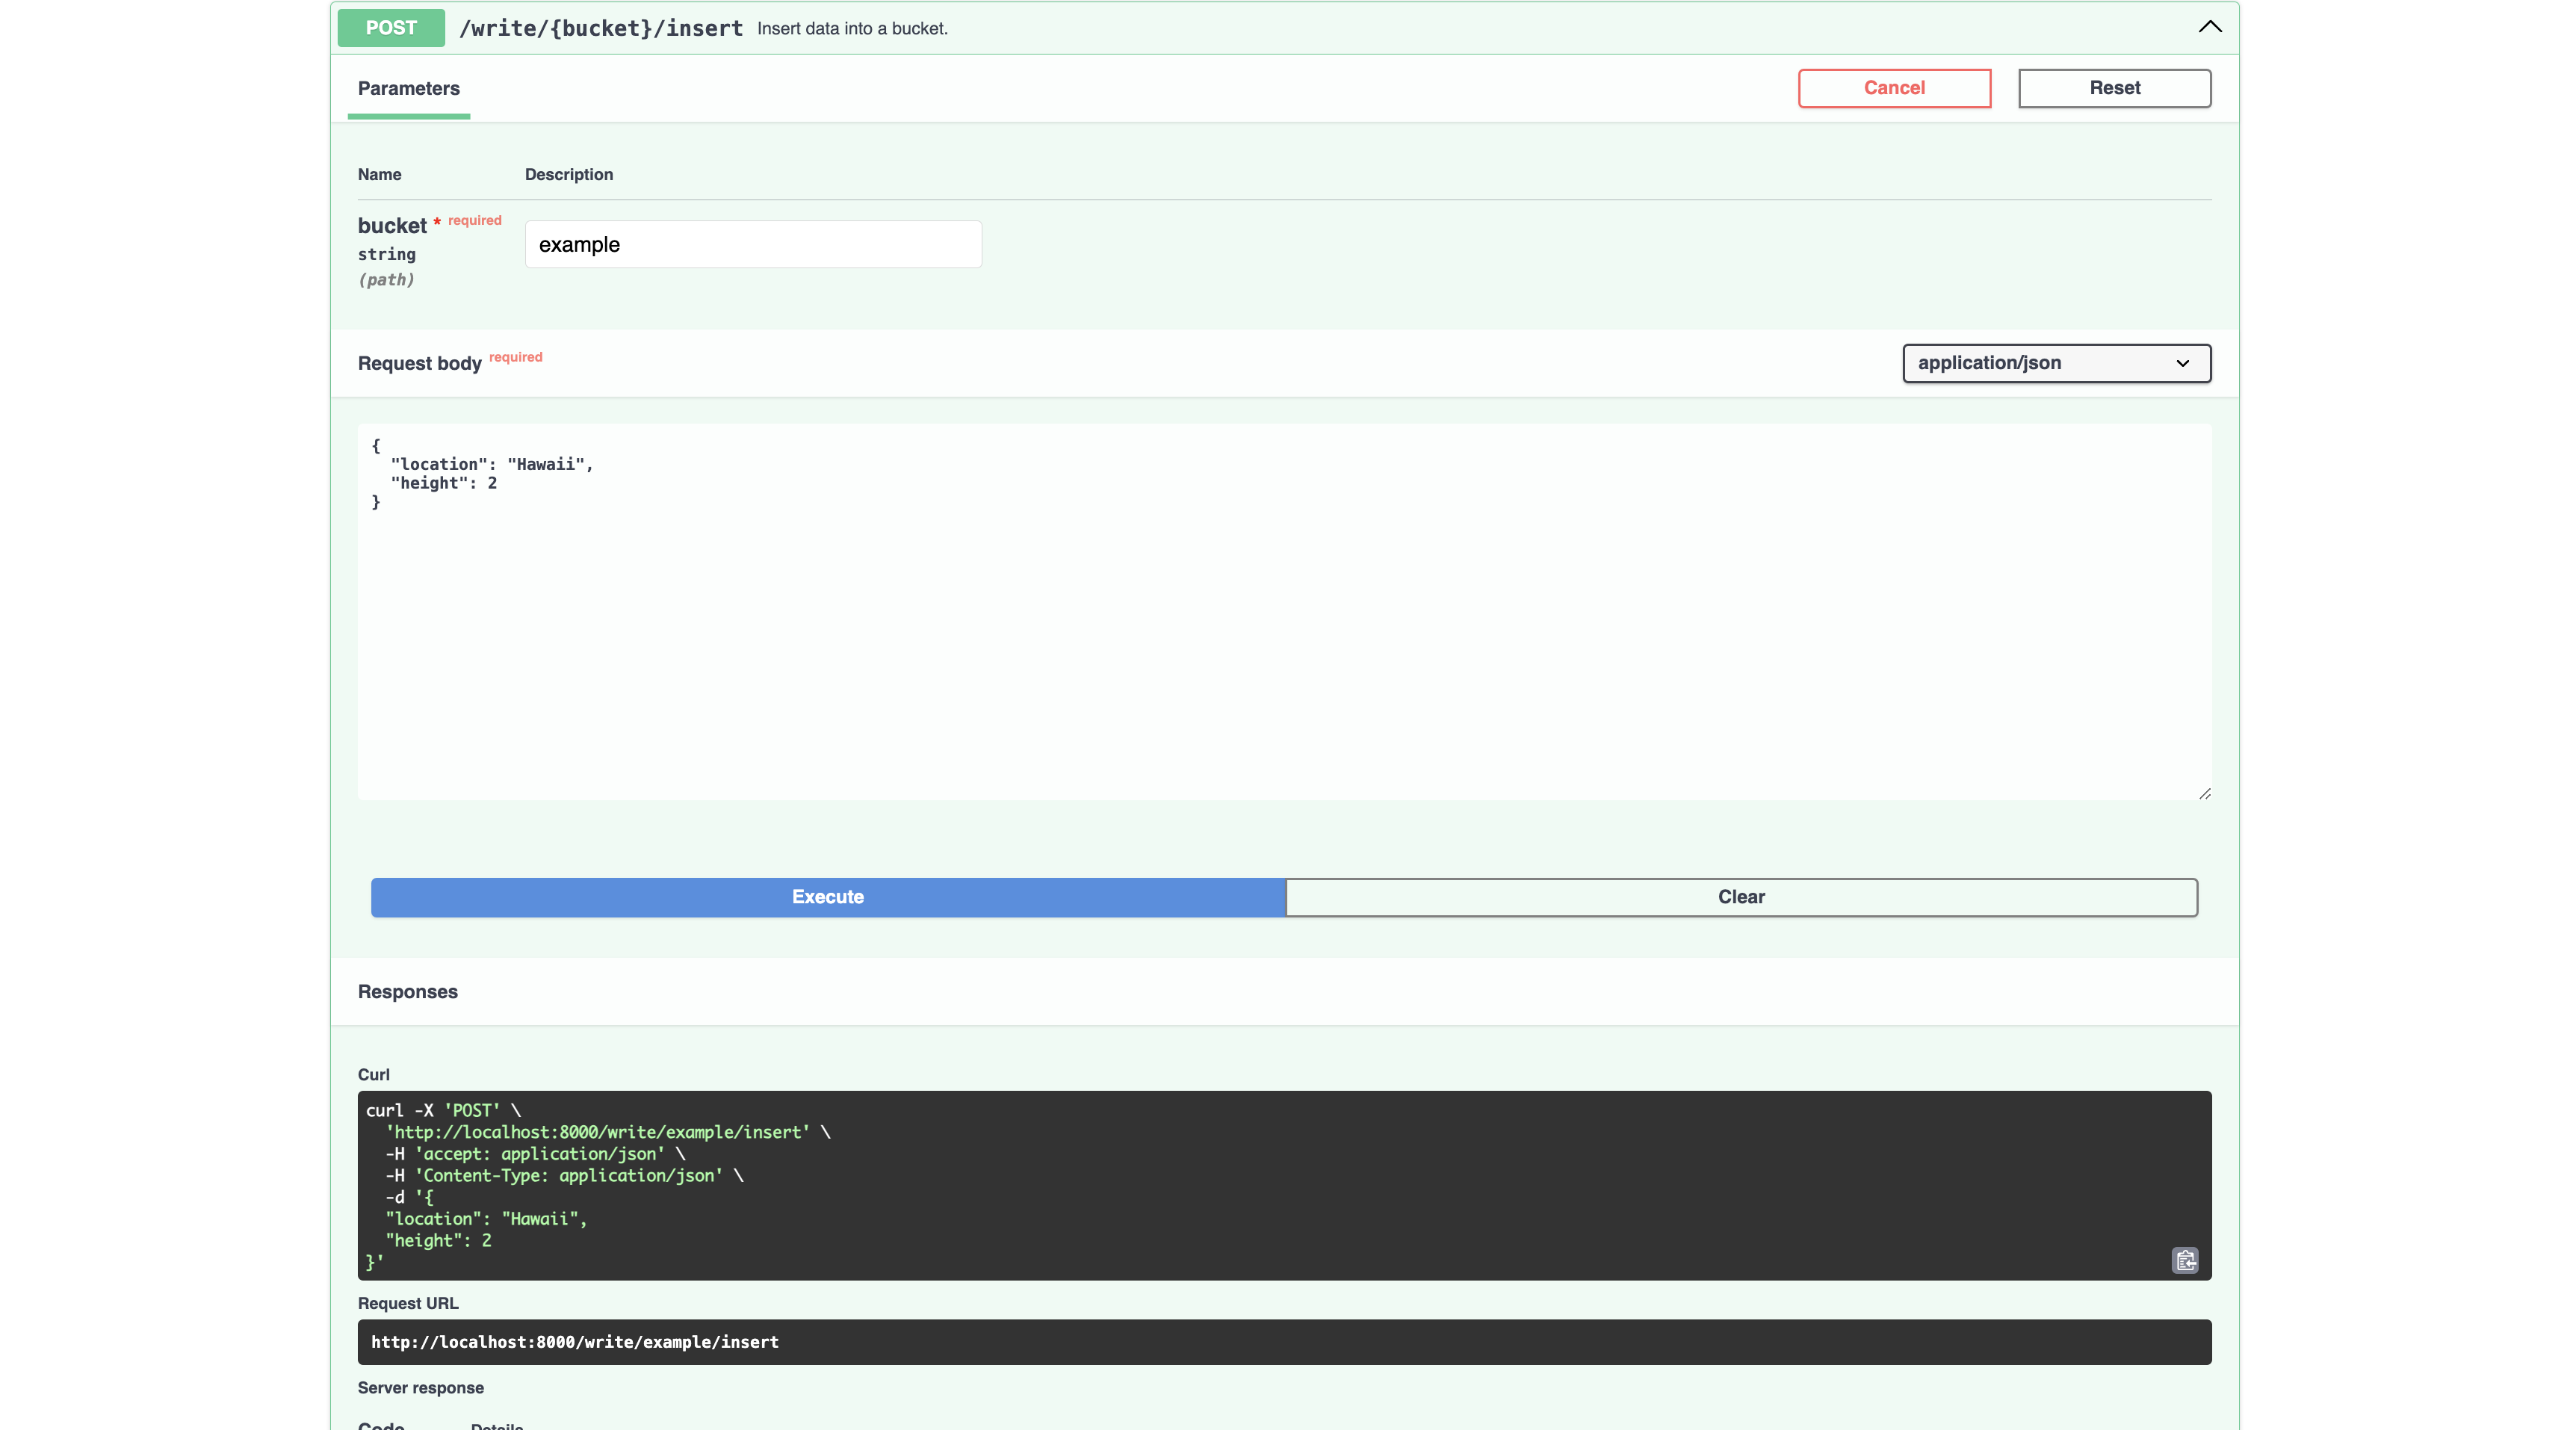 POST /write/{bucket}/insert Insert data into a bucket.
Parameters
Cancel
Reset
Name Description
bucket * required
string
(path)
example
Request body required
application/json
{
  "location": "Hawaii",
  "height": 2
}
Execute
Clear
Responses
Curl
curl -X 'POST' \
  'http://localhost:8000/write/example/insert' \
  -H 'accept: application/json' \
  -H 'Content-Type: application/json' \
  -d '{
  "location": "Hawaii",
  "height": 2
}'
Request URL
http://localhost:8000/write/example/insert
Server response
Code Details